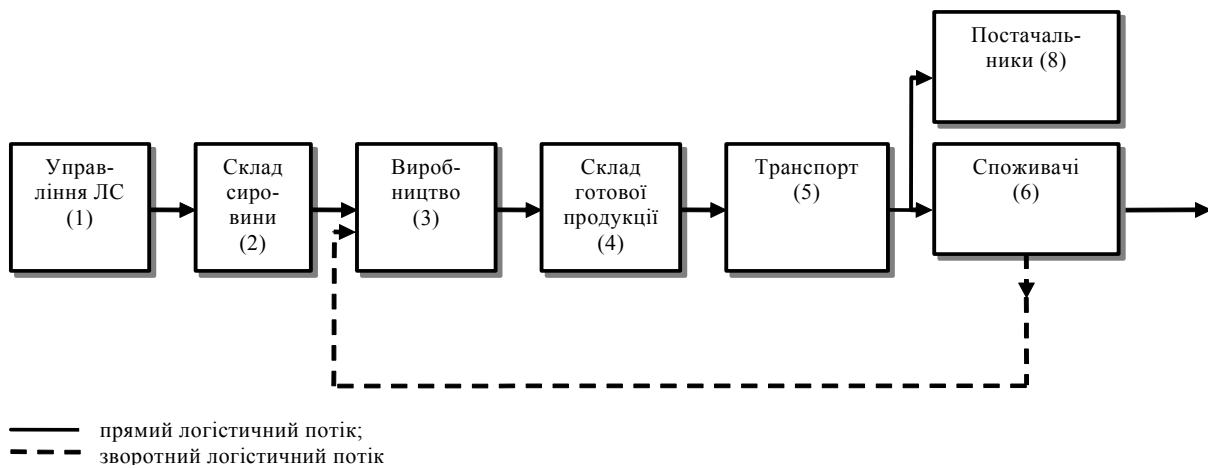 Постачаль-
ники (8)
Управ-
ління ЛС
(1)
Склад
сиро-
вини
(2)
Вироб-
ництво
(3)
Склад
готової
продукції
(4)
Транспорт
(5)
Споживачі
(6)
прямий логістичний потік;
зворотний логістичний потік